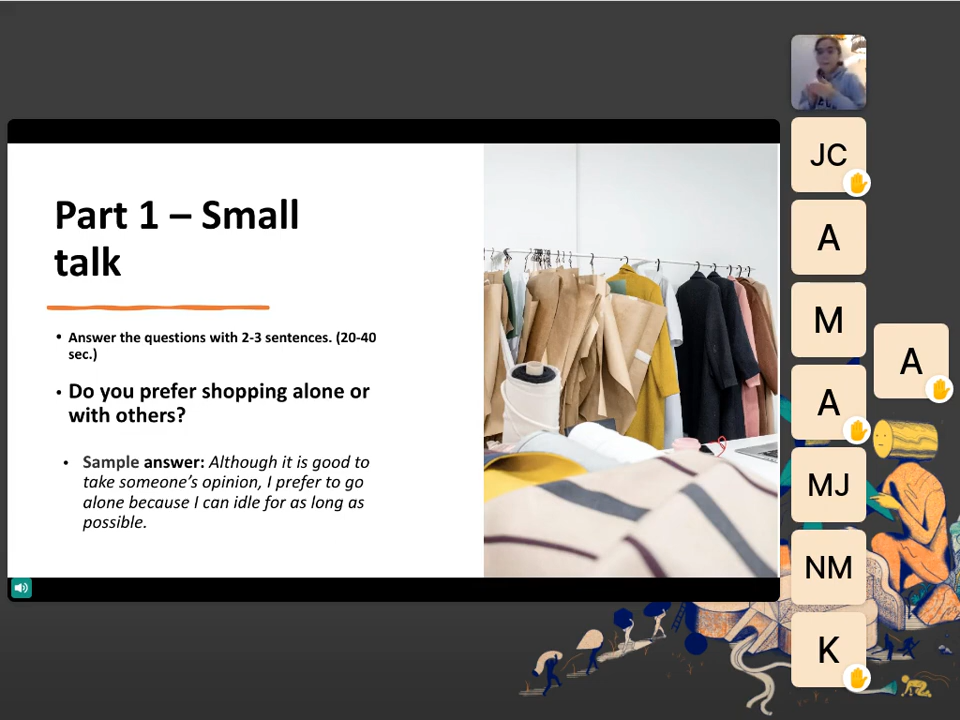 Part 1 – Small
talk
• Answer the questions with 2-3 sentences. (20-40
sec.)
• Do you prefer shopping alone or
with others?
• Sample answer: Although it is good to
take someone’s opinion, I prefer to go
alone because I can idle for as long as
possible.
JC
A
M
A
A
MJ
NM
K